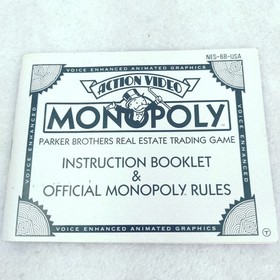 NES-6B-USA
VOICE ENHANCED ANIMATED GRAPHICS
ACTION VIDEO
MONOPOLY
PARKER BROTHERS REAL ESTATE TRADING GAME
INSTRUCTION BOOKLET
&
OFFICIAL MONOPOLY RULES
VOICE ENHANCED
VOICE ENHANCED
VOICE ENHANCED ANIMATED GRAPHICS
T